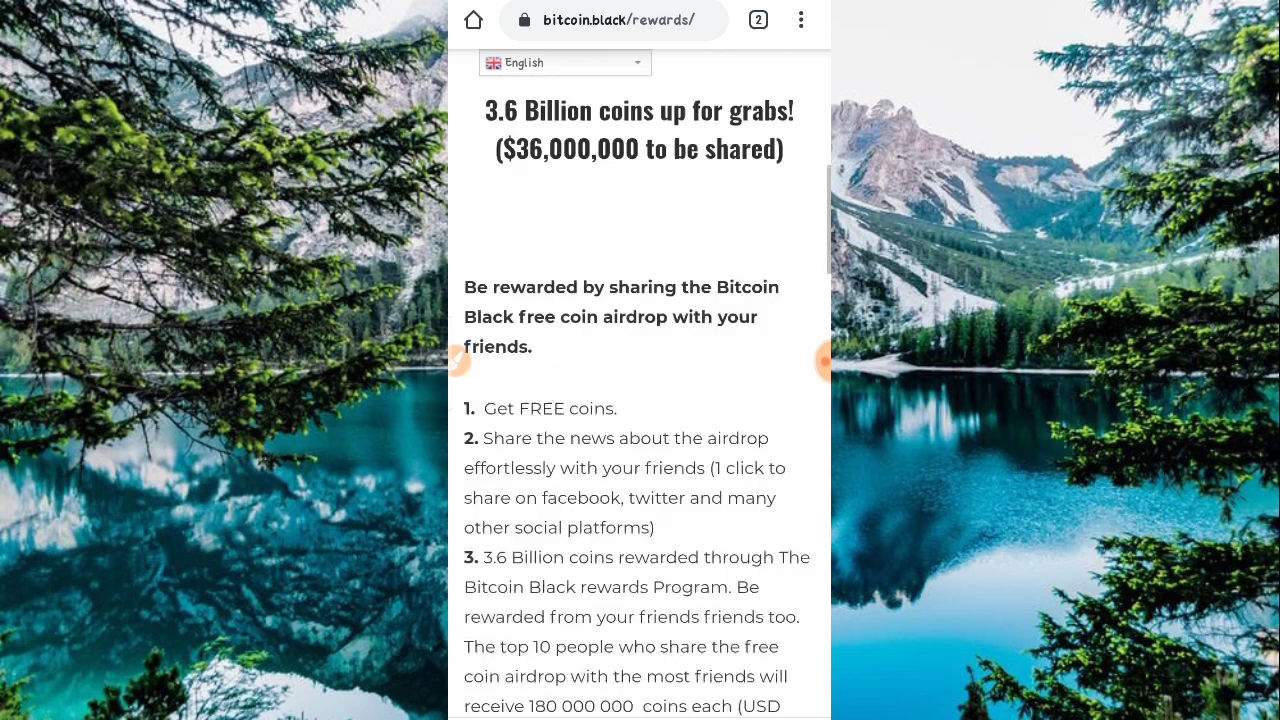 bitcoin.black/rewards/
2
English
3.6 Billion coins up for grabs!
($36,000,000 to be shared)
Be rewarded by sharing the Bitcoin
Black free coin airdrop with your
friends.
1. Get FREE coins.
2. Share the news about the airdrop
effortlessly with your friends (1 click to
share on facebook, twitter and many
other social platforms)
3. 3.6 Billion coins rewarded through The
Bitcoin Black rewards Program. Be
rewarded from your friends friends too.
The top 10 people who share the free
coin airdrop with the most friends will
receive 180 000 000 coins each (USD